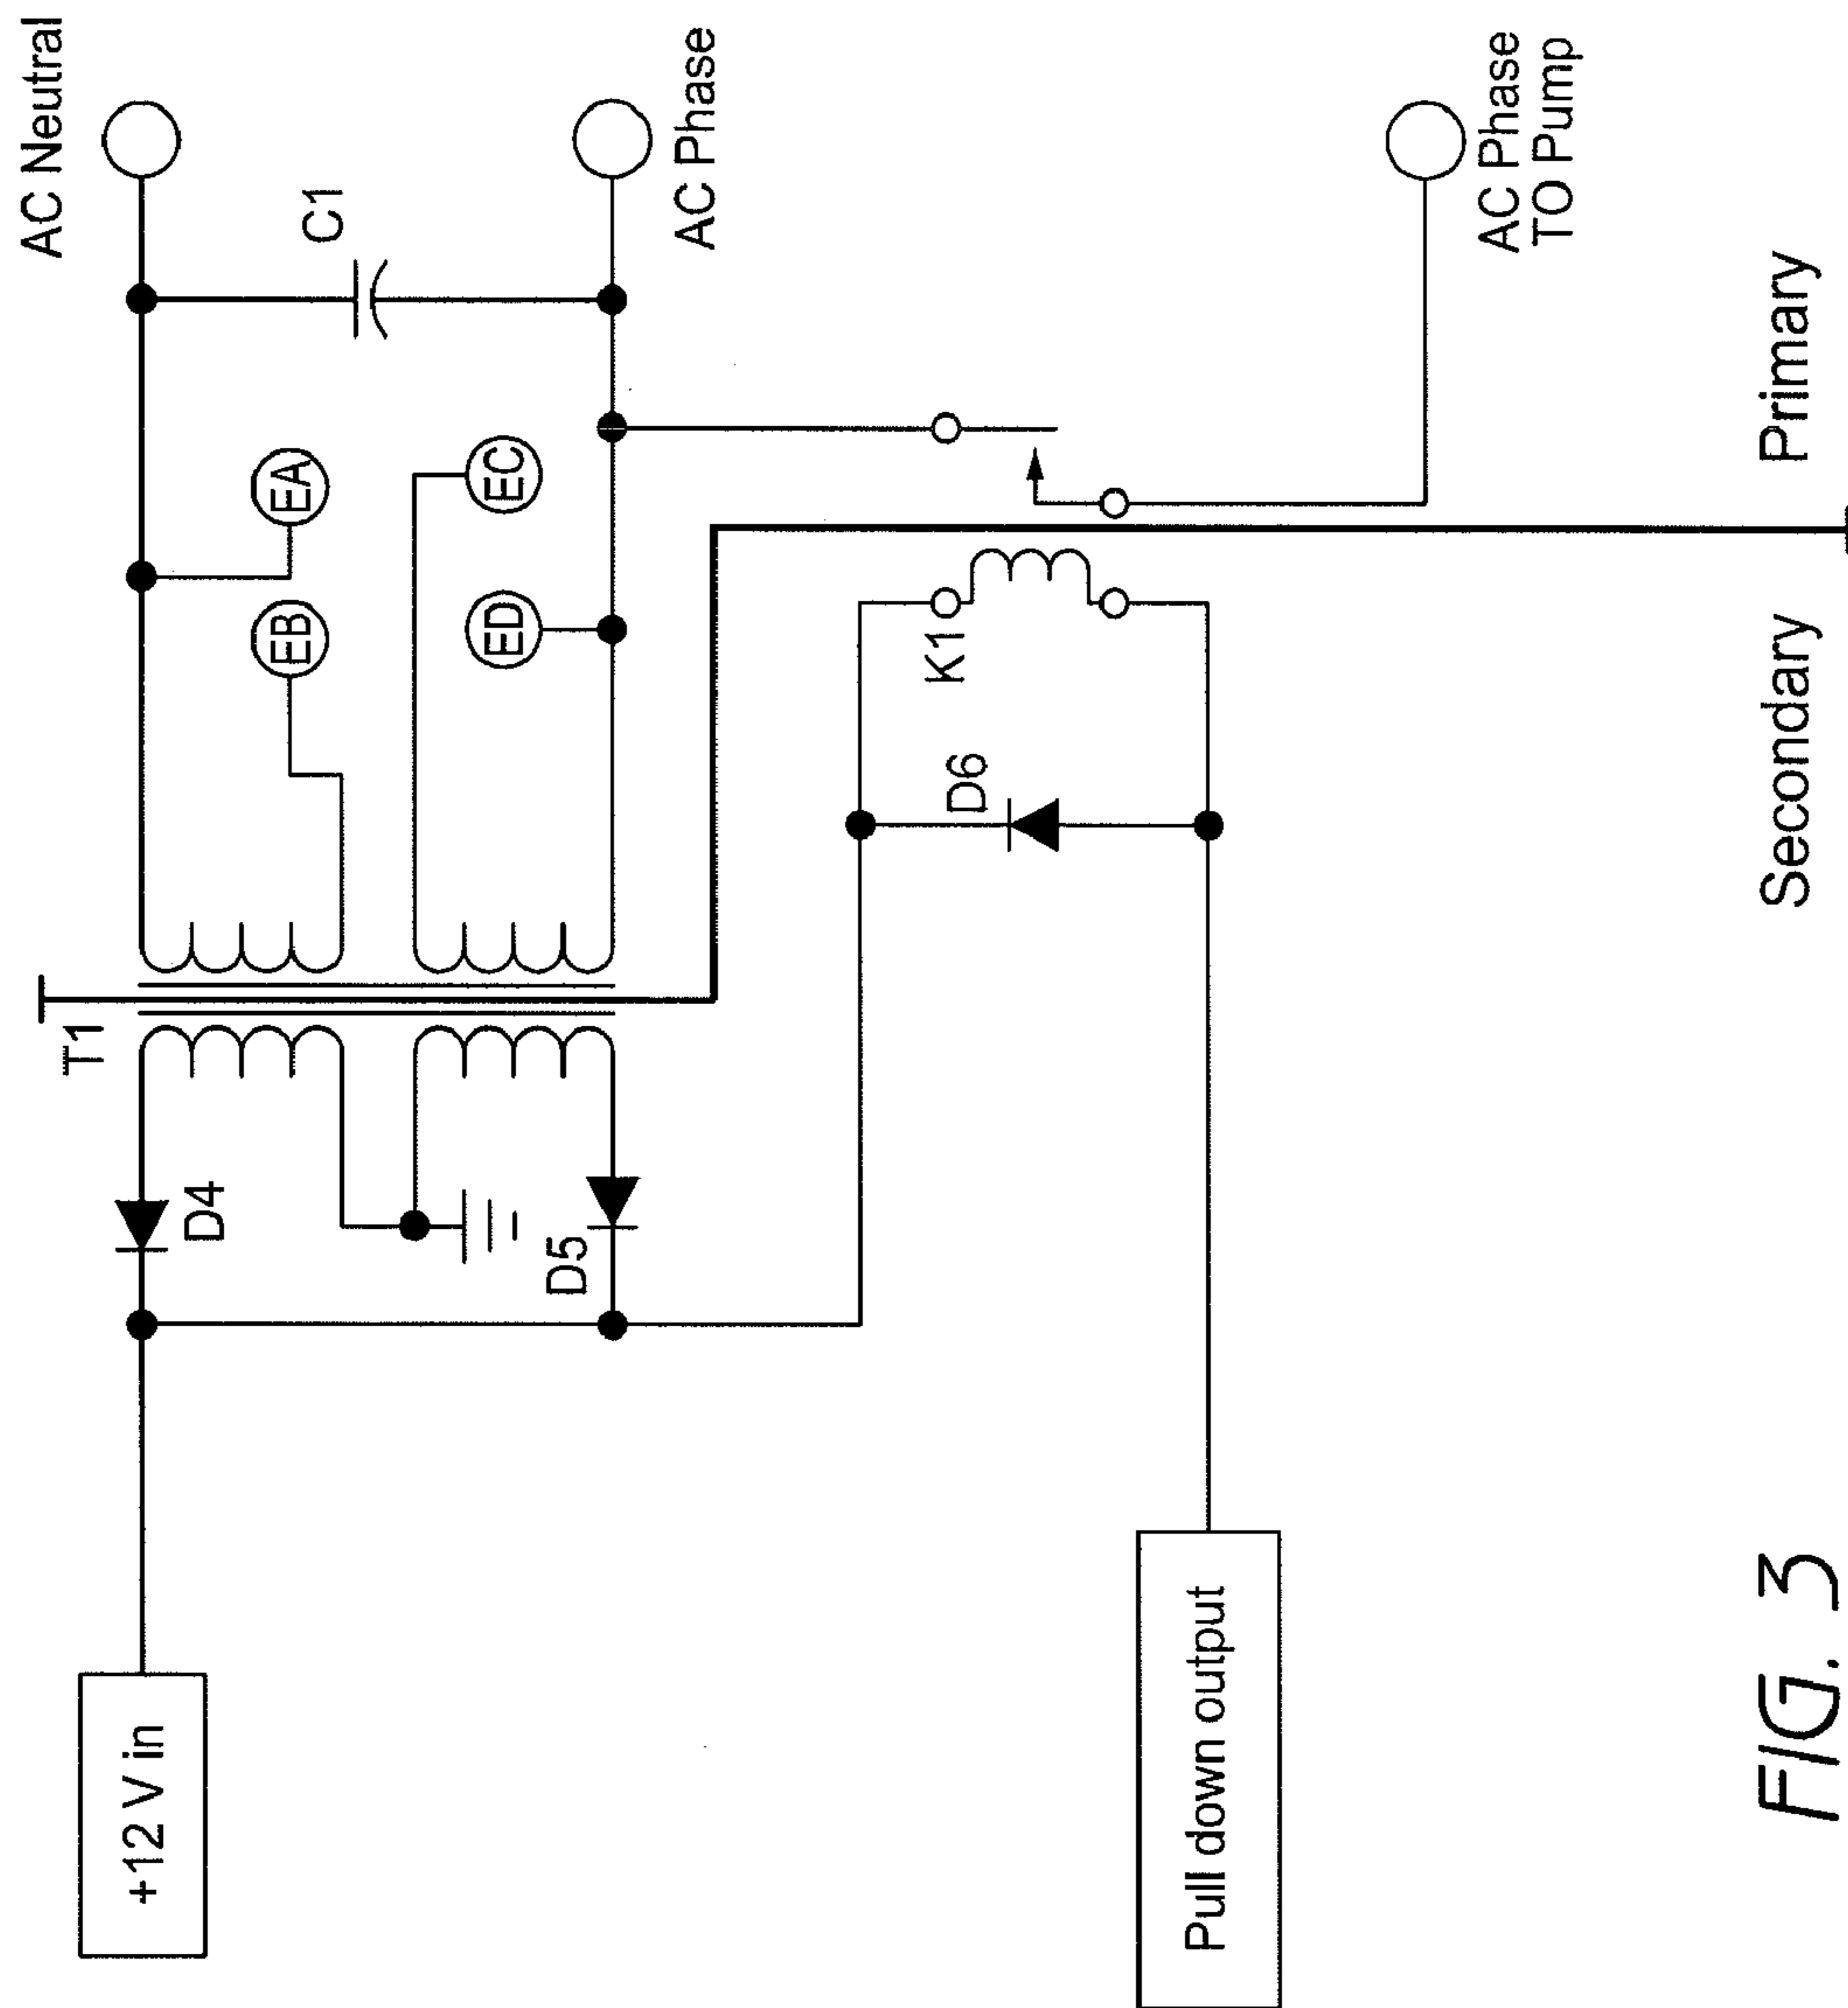 AC Neutral
AC Phase
AC Phase
TO Pump
C1
EA
EB
EC
ED
T1
K1
D6
D4
D5
+12 V in
Pull down output
Primary
Secondary
FIG. 3